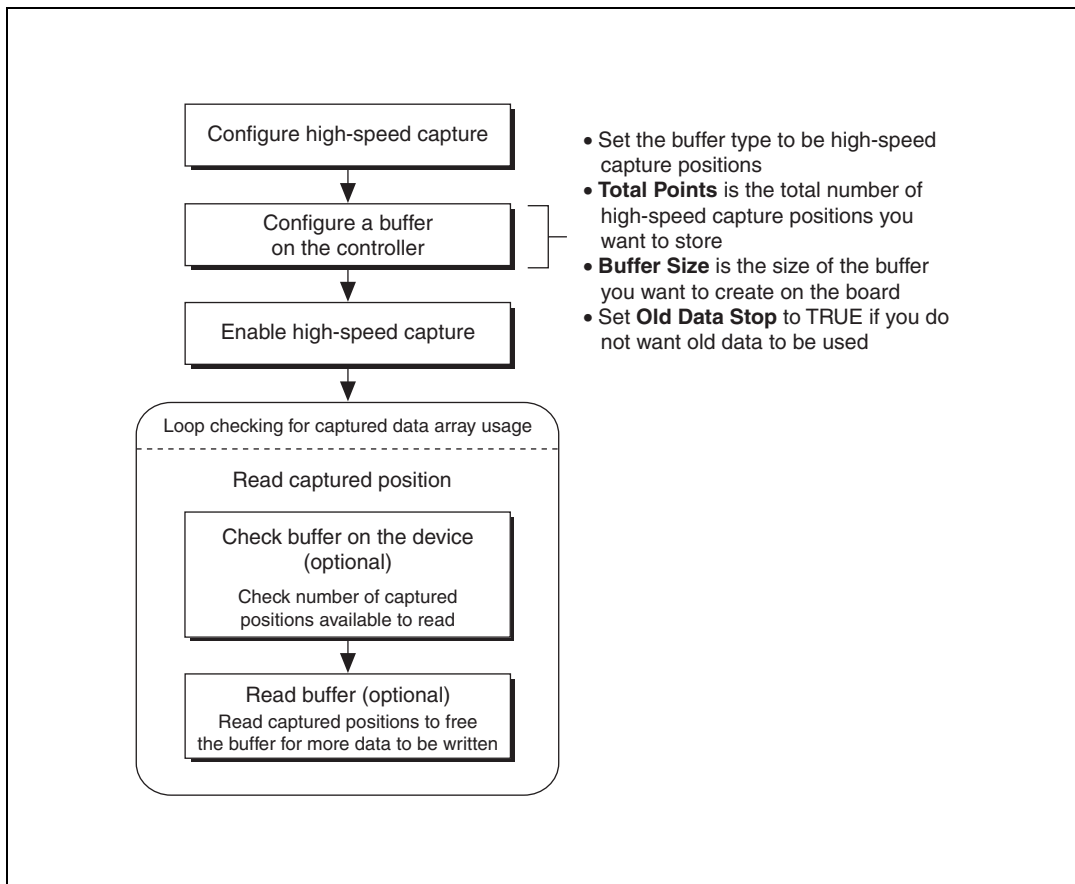 Configure high-speed capture
Configure a buffer
on the controller
• Set the buffer type to be high-speed
capture positions
• Total Points is the total number of
high-speed capture positions you
want to store
• Buffer Size is the size of the buffer
you want to create on the board
• Set Old Data Stop to TRUE if you do
not want old data to be used
Enable high-speed capture
Loop checking for captured data array usage
Read captured position
Check buffer on the device
(optional)
Check number of captured
positions available to read
Read buffer (optional)
Read captured positions to free
the buffer for more data to be written